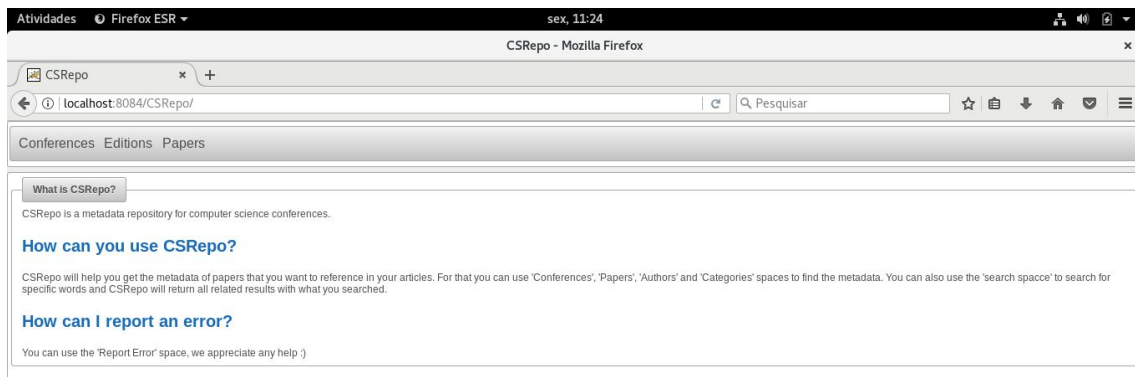 Atividades Firefox ESR sex, 11:24
CSRepo - Mozilla Firefox
CSRepo
localhost:8084/CSRepo/ Pesquisar
Conferences Editions Papers
What is CSRepo?
CSRepo is a metadata repository for computer science conferences.
How can you use CSRepo?
CSRepo will help you get the metadata of papers that you want to reference in your articles. For that you can use 'Conferences', 'Papers', 'Authors' and 'Categories' spaces to find the metadata. You can also use the 'search spacce' to search for
specific words and CSRepo will return all related results with what you searched.
How can I report an error?
You can use the 'Report Error' space, we appreciate any help :)